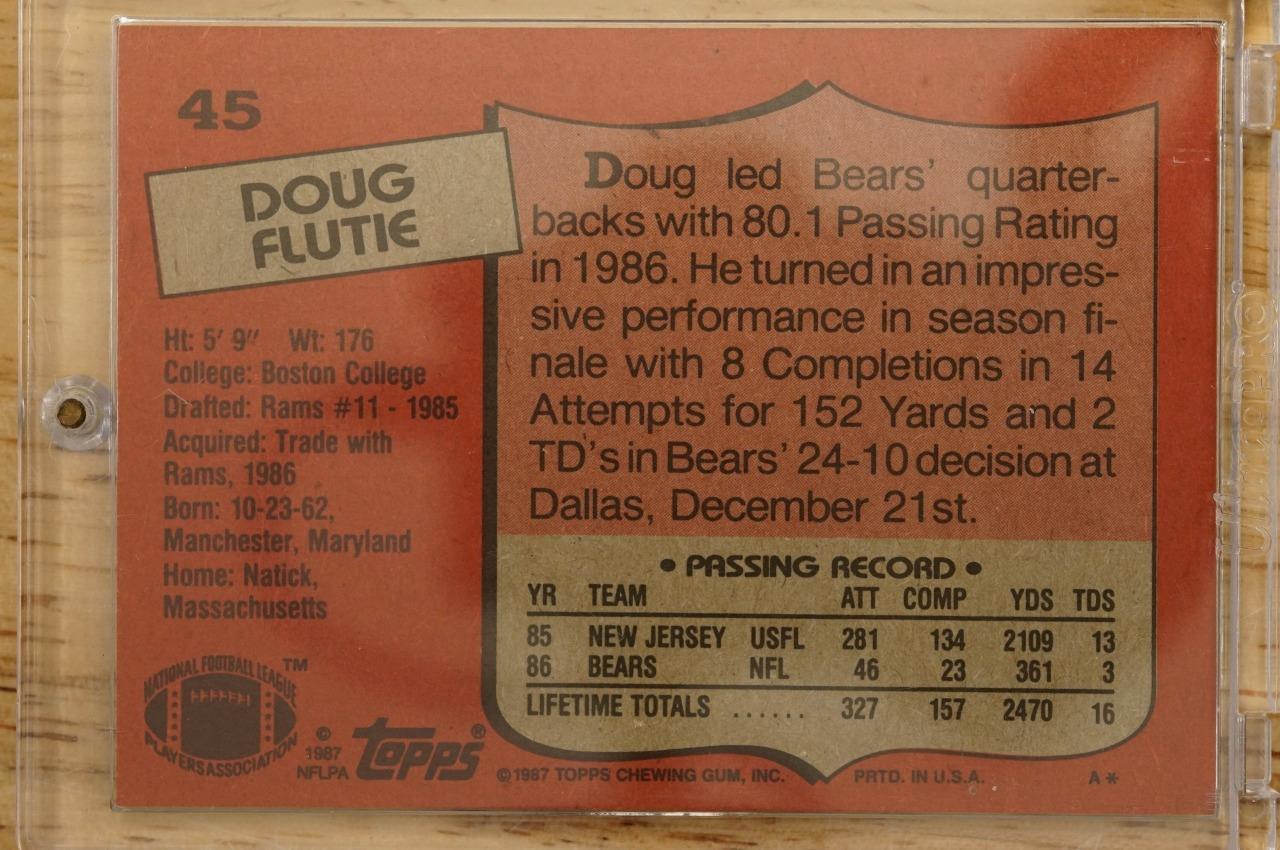 45
DOUG
FLUTIE
Ht: 5' 9" Wt: 176
College: Boston College
Drafted: Rams #11 - 1985
Acquired: Trade with
Rams, 1986
Born: 10-23-62,
Manchester, Maryland
Home: Natick,
Massachusetts
NATIONAL FOOTBALL LEAGUE ™
PLAYERS ASSOCIATION
©
1987
NFLPA
topps®
Doug led Bears' quarter-
backs with 80.1 Passing Rating
in 1986. He turned in an impres-
sive performance in season fi-
nale with 8 Completions in 14
Attempts for 152 Yards and 2
TD's in Bears' 24-10 decision at
Dallas, December 21st.
• PASSING RECORD •
YR TEAM ATT COMP YDS TDS
85 NEW JERSEY USFL 281 134 2109 13
86 BEARS NFL 46 23 361 3
LIFETIME TOTALS ...... 327 157 2470 16
©1987 TOPPS CHEWING GUM, INC. PRTD. IN U.S.A. A*